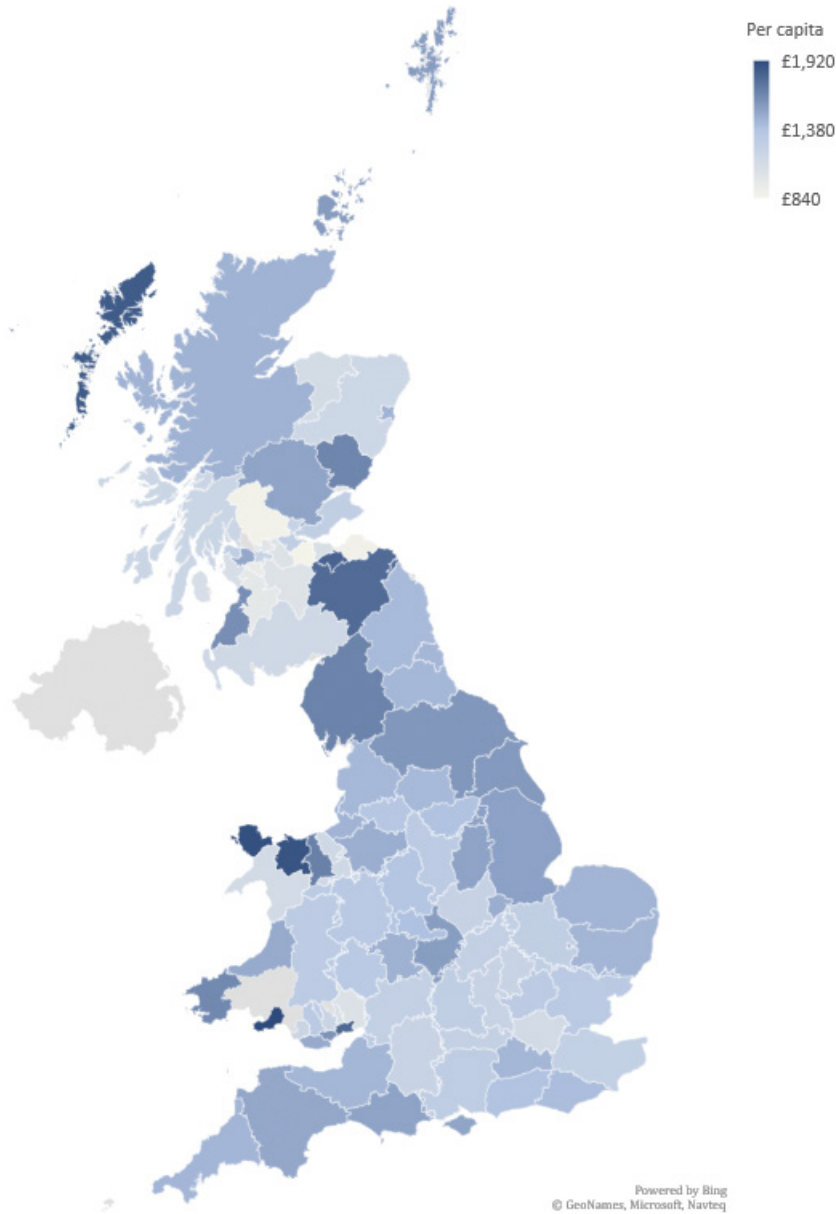 Per capita
£1,920
£1,380
£840
Powered by Bing
© GeoNames, Microsoft, Navteq